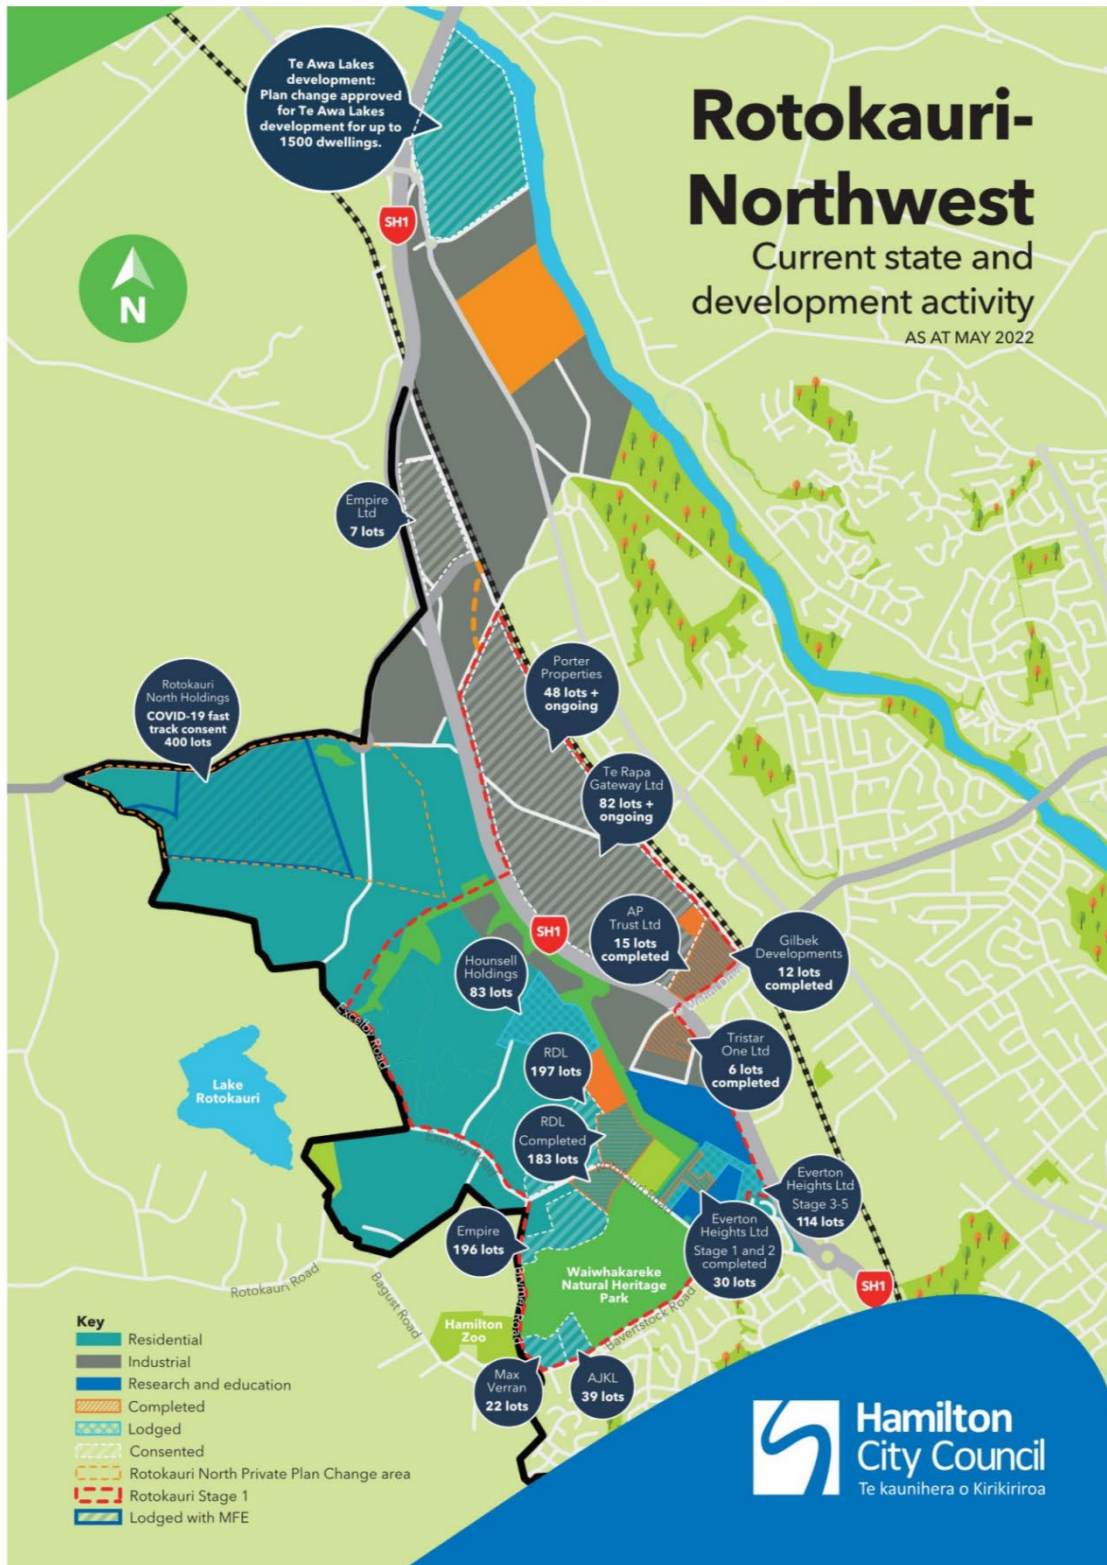 Te Awa Lakes
development:
Plan change approved
for Te Awa Lakes
development for up to
1500 dwellings.
Rotokauri-
Northwest
Current state and
development activity
AS AT MAY 2022
SH1
N
Empire
Ltd
7 lots
Porter
Properties
48 lots +
ongoing
Rotokauri
North Holdings
COVID-19 fast
track consent
400 lots
Te Rapa
Gateway Ltd
82 lots +
ongoing
AP
Trust Ltd
15 lots
completed
SH1
Gilbek
Developments
12 lots
completed
Hounsell
Holdings
83 lots
Excelby Road
Tristar
One Ltd
6 lots
completed
RDL
197 lots
Lake
Rotokauri
RDL
Completed
183 lots
Excelby Road
Everton
Heights Ltd
Stage 3-5
114 lots
Everton
Heights Ltd
Stage 1 and 2
completed
30 lots
Empire
196 lots
Waiwhakareke
Natural Heritage
Park
SH1
Rotokauri Road
Bagust Road
Brymer Road
Baverstock Road
Hamilton
Zoo
Max
Verran
22 lots
AJKL
39 lots
Key
Residential
Industrial
Research and education
Completed
Lodged
Consented
Rotokauri North Private Plan Change area
Rotokauri Stage 1
Lodged with MFE
Hamilton
City Council
Te kaunihera o Kirikiriroa